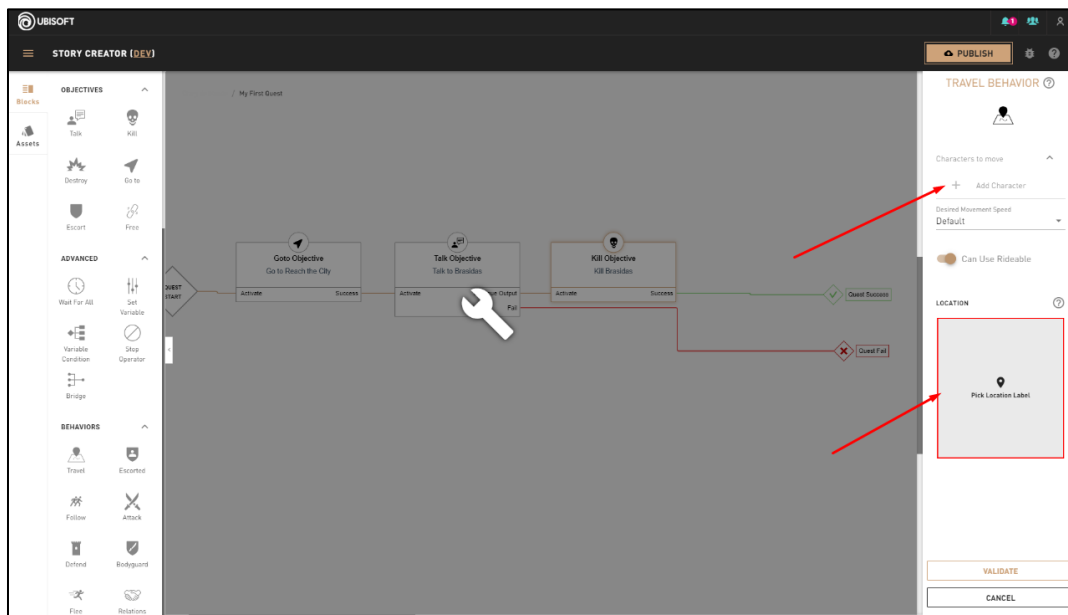 UBISOFT
1
STORY CREATOR (DEV)
PUBLISH
Blocks
Assets
OBJECTIVES
Talk
Kill
Destroy
Go to
Escort
Free
ADVANCED
Wait For All
Set
Variable
Variable
Condition
Stop
Operator
Bridge
BEHAVIORS
Travel
Escorted
Follow
Attack
Defend
Bodyguard
Flee
Relations
/ My First Quest
QUEST
START
Goto Objective
Go to Reach the City
Activate
Success
Talk Objective
Talk to Brasidas
Activate
Output
Fail
Kill Objective
Kill Brasidas
Activate
Success
Quest Success
Quest Fail
TRAVEL BEHAVIOR ?
Characters to move
+ Add Character
Desired Movement Speed
Default
Can Use Rideable
LOCATION ?
Pick Location Label
VALIDATE
CANCEL